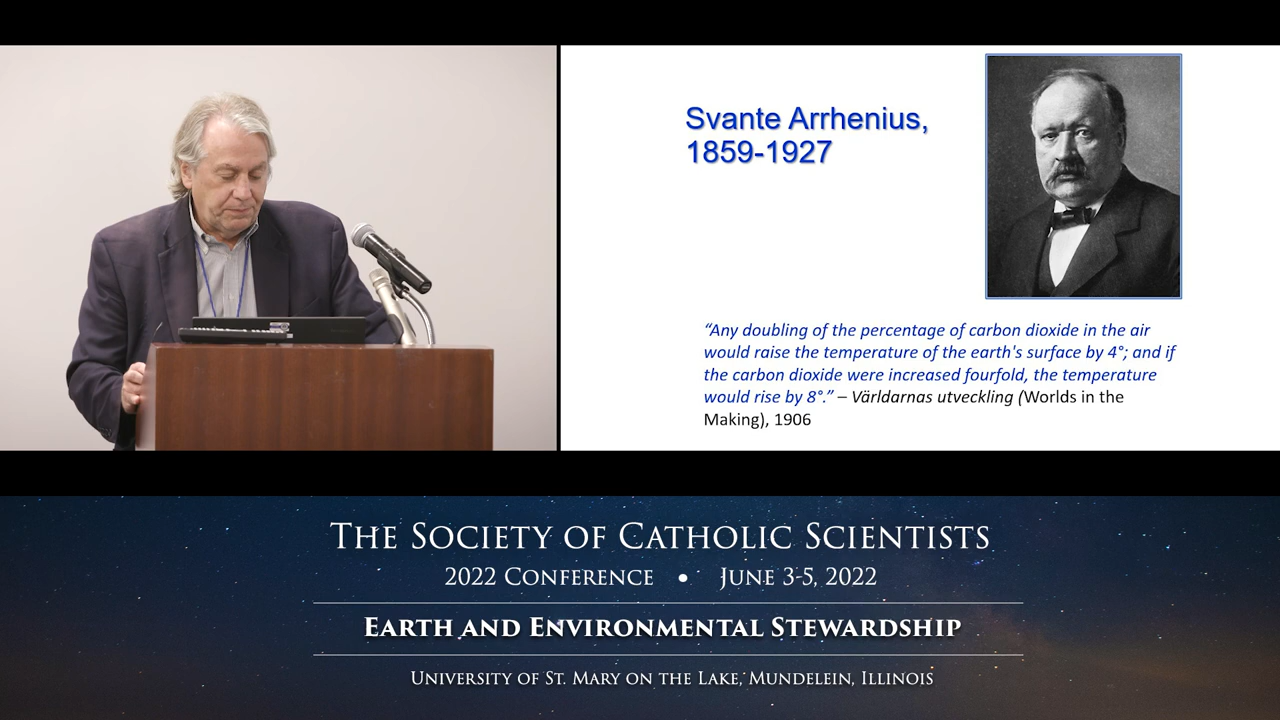 Svante Arrhenius,
1859-1927
“Any doubling of the percentage of carbon dioxide in the air
would raise the temperature of the earth's surface by 4°; and if
the carbon dioxide were increased fourfold, the temperature
would rise by 8°.” – Världarnas utveckling (Worlds in the
Making), 1906
The Society of Catholic Scientists
2022 Conference • June 3-5, 2022
Earth and Environmental Stewardship
University of St. Mary on the Lake, Mundelein, Illinois